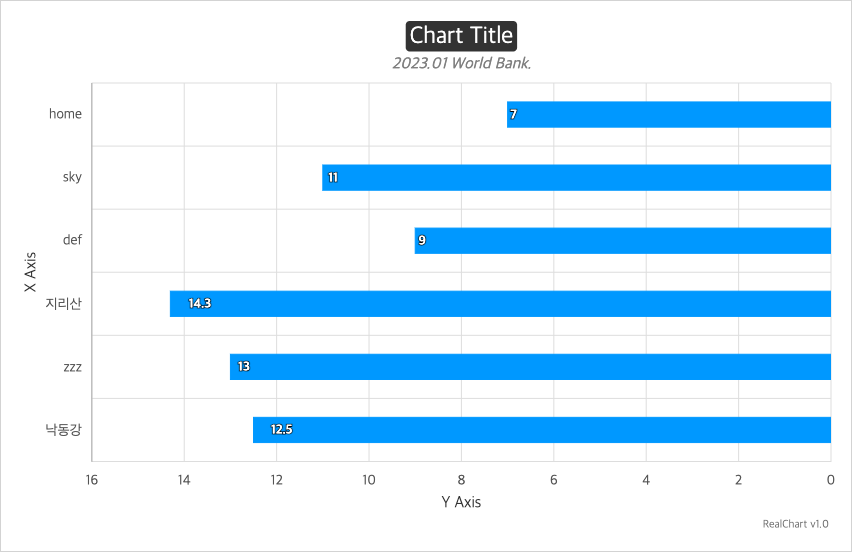 Chart Title
2023.01 World Bank.
home
7
sky
11
def
9
지리산
14.3
zzz
13
낙동강
12.5
16 14 12 10 8 6 4 2 0
X Axis
Y Axis
RealChart v1.0